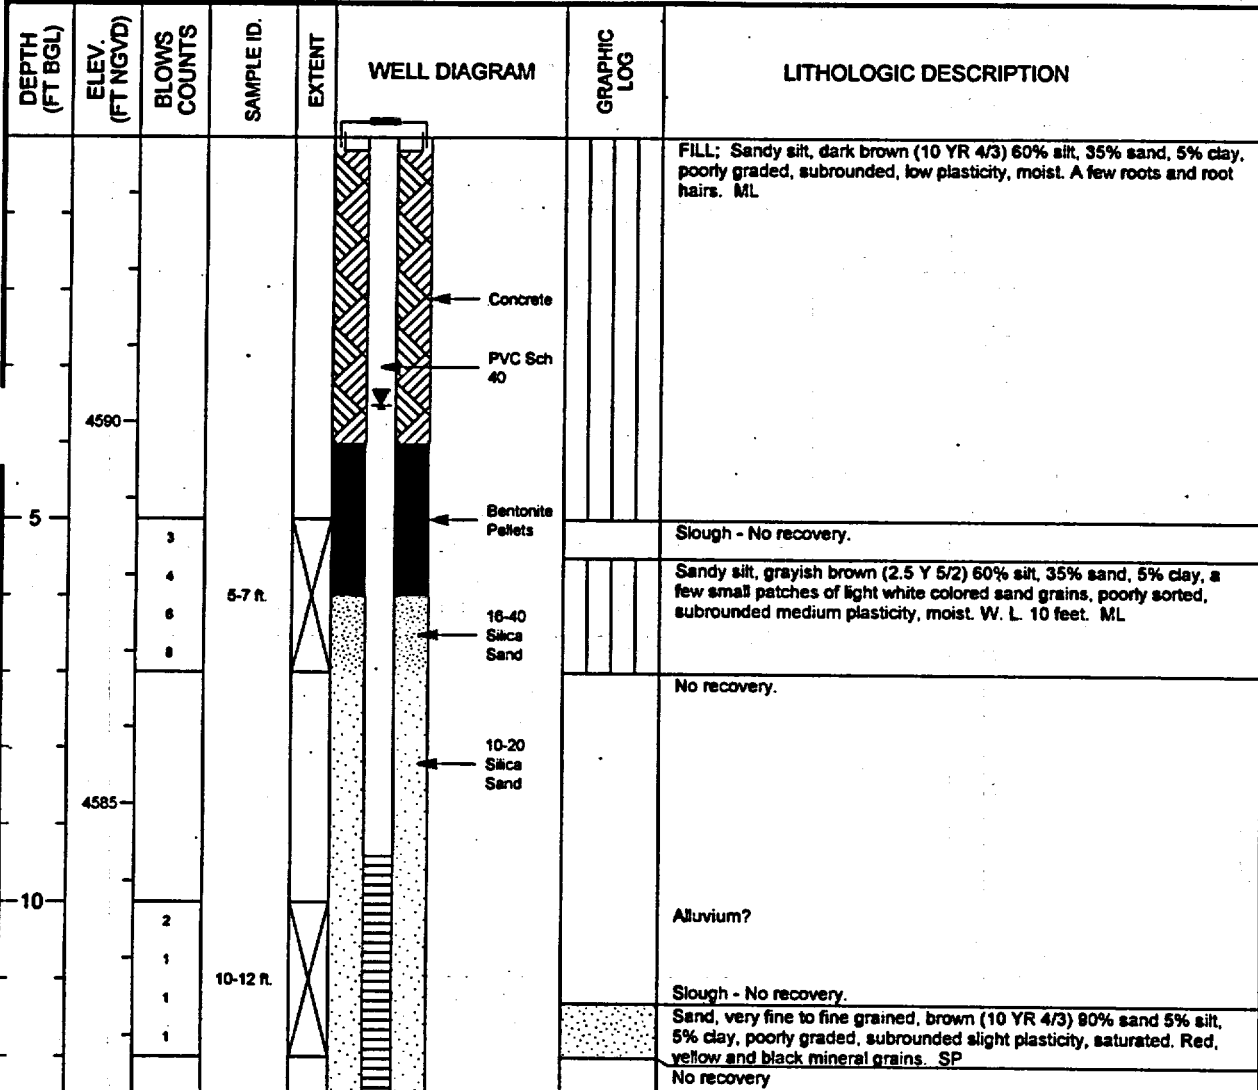 DEPTH
(FT BGL)
ELEV.
(FT NGVD)
BLOWS
COUNTS
SAMPLE ID.
EXTENT
WELL DIAGRAM
GRAPHIC
LOG
LITHOLOGIC DESCRIPTION
FILL; Sandy silt, dark brown (10 YR 4/3) 60% silt, 35% sand, 5% clay,
poorly graded, subrounded, low plasticity, moist. A few roots and root
hairs. ML
Concrete
PVC Sch
40
4590
5
Bentonite
Pellets
Slough - No recovery.
3
4
6
8
5-7 ft.
Sandy silt, grayish brown (2.5 Y 5/2) 60% silt, 35% sand, 5% clay, a
few small patches of light white colored sand grains, poorly sorted,
subrounded medium plasticity, moist. W. L. 10 feet. ML
16-40
Silica
Sand
No recovery.
10-20
Silica
Sand
4585
10
Alluvium?
2
1
1
1
10-12 ft.
Slough - No recovery.
Sand, very fine to fine grained, brown (10 YR 4/3) 90% sand 5% silt,
5% clay, poorly graded, subrounded slight plasticity, saturated. Red,
yellow and black mineral grains. SP
No recovery